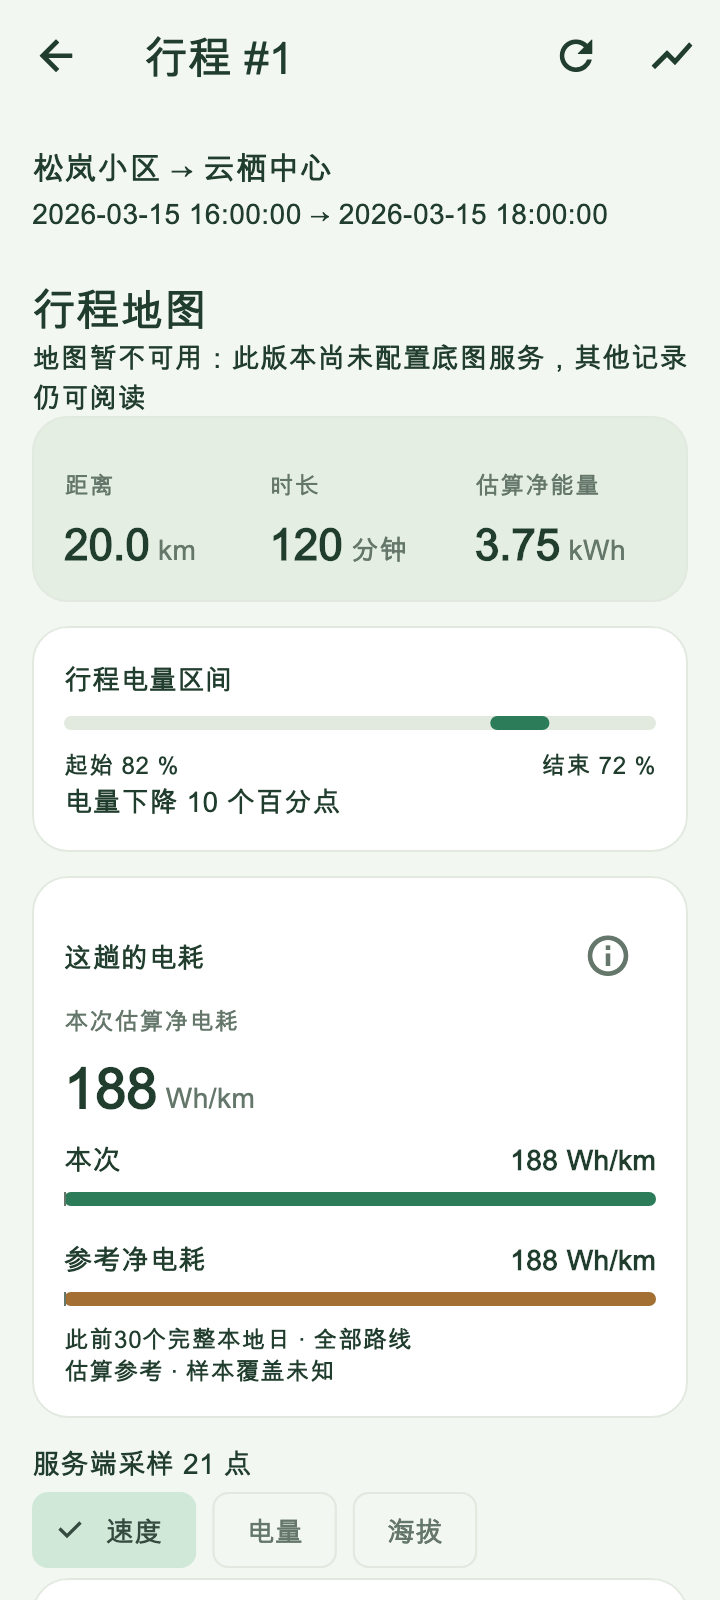 行程 #1
松岚小区 → 云栖中心
2026-03-15 16:00:00 → 2026-03-15 18:00:00
行程地图
地图暂不可用：此版本尚未配置底图服务，其他记录
仍可阅读
距离 时长 估算净能量
20.0 km 120 分钟 3.75 kWh
行程电量区间
起始 82 % 结束 72 %
电量下降 10 个百分点
这趟的电耗
本次估算净电耗
188 Wh/km
本次 188 Wh/km
参考净电耗 188 Wh/km
此前30个完整本地日 · 全部路线
估算参考 · 样本覆盖未知
服务端采样 21 点
速度 电量 海拔